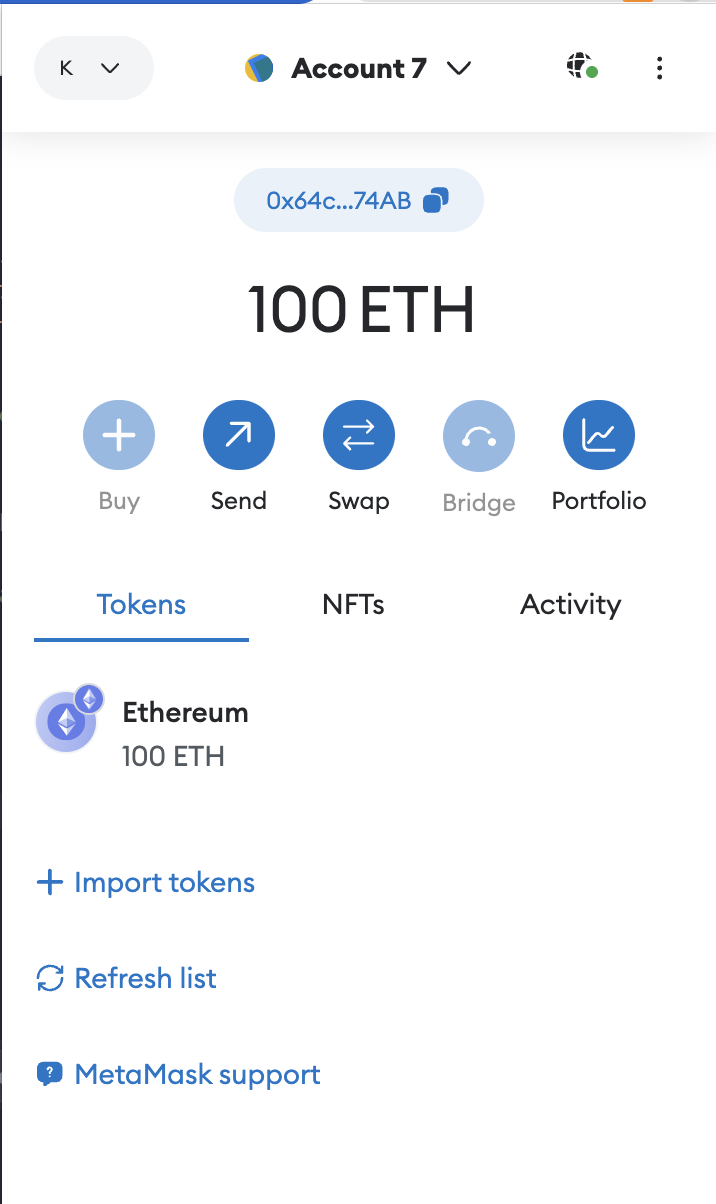 K
Account 7
0x64c...74AB
100 ETH
Buy
Send
Swap
Bridge
Portfolio
Tokens
NFTs
Activity
Ethereum
100 ETH
Import tokens
Refresh list
MetaMask support